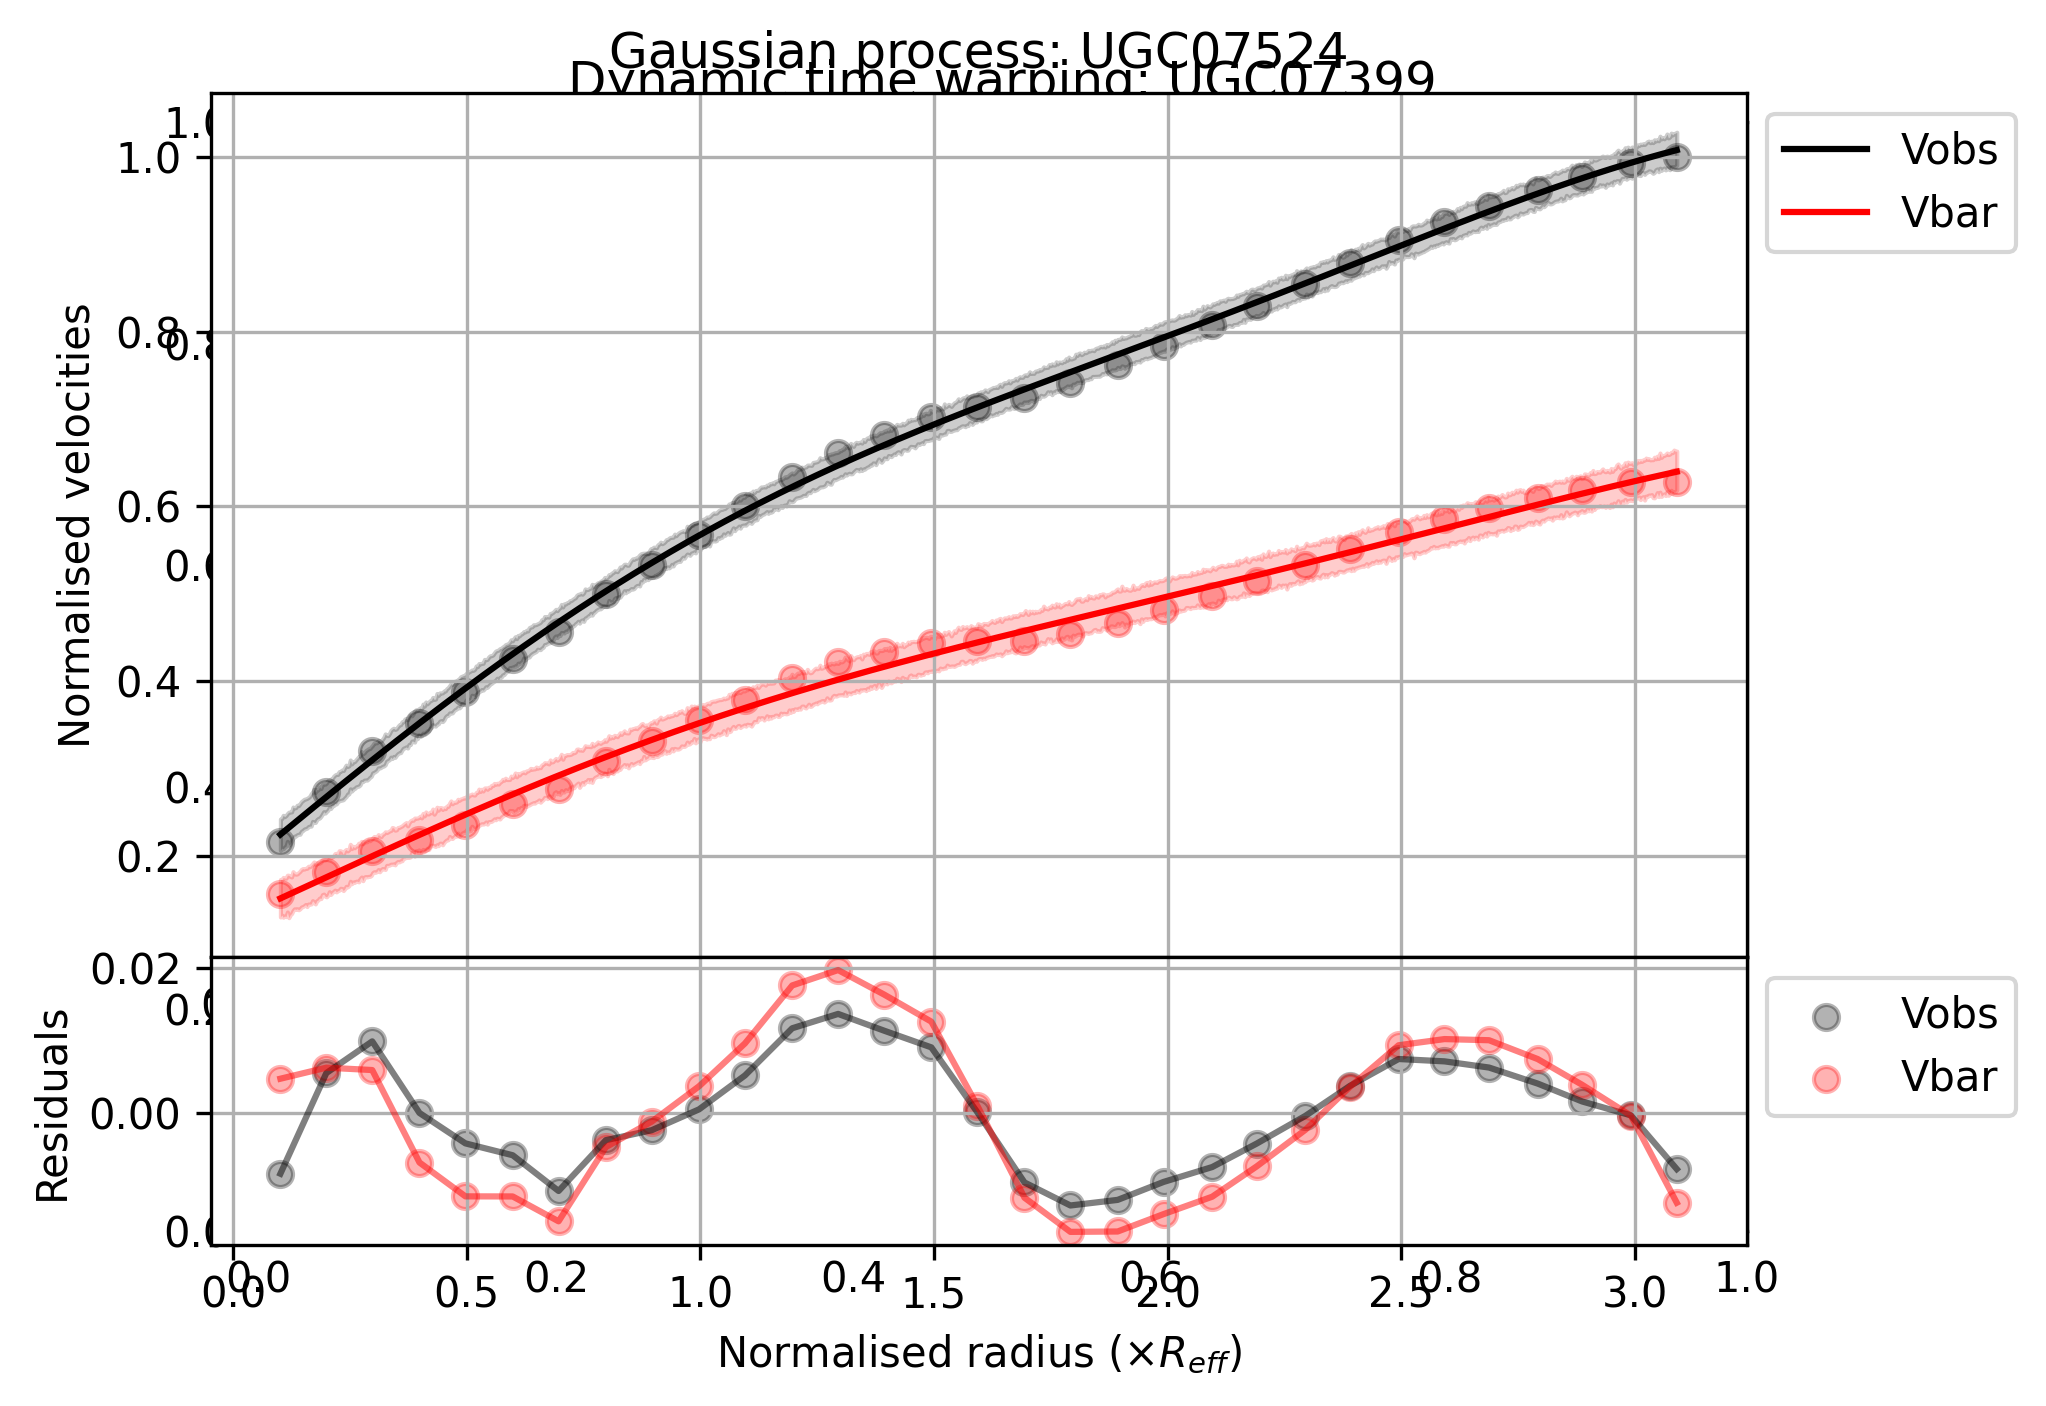 Gaussian process: UGC07524
Dynamic time warping: UGC07399
1.0
0.8
0.6
0.4
0.2
Normalised velocities
Vobs
Vbar
0.02
0.00
Residuals
Vobs
Vbar
0.0 0.2 0.4 0.6 0.8 1.0
0.0 0.5 1.0 1.5 2.0 2.5 3.0
Normalised radius (×R_eff)